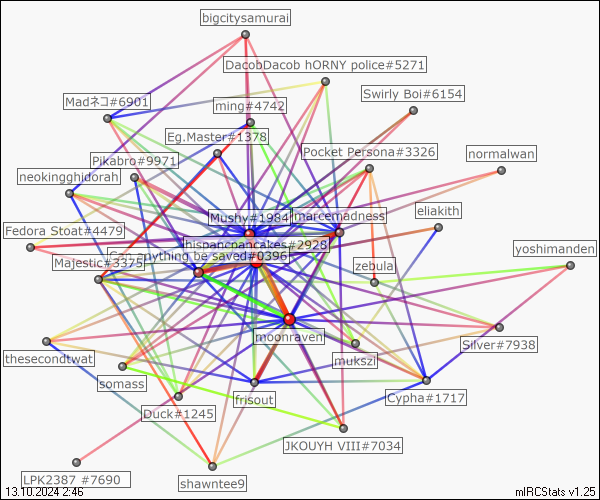 bigcitysamurai
DacobDacob hORNY police#5271
Swirly Boi#6154
Madネコ#6901
ming#4742
Eg.Master#1378
Pocket Persona#3326
normalwan
Pikabro#9971
neokingghidorah
Mushy#1984
marcemadness
eliakith
Fedora Stoat#4479
hispancpancakes#2928
yoshimanden
anything be saved#0396
Majestic#3375
zebula
moonraven
Silver#7938
thesecondtwat
mukszi
somass
frisout
Cypha#1717
Duck#1245
JKOUYH VIII#7034
LPK2387 #7690
shawntee9
13.10.2024 2:46
mIRCStats v1.25